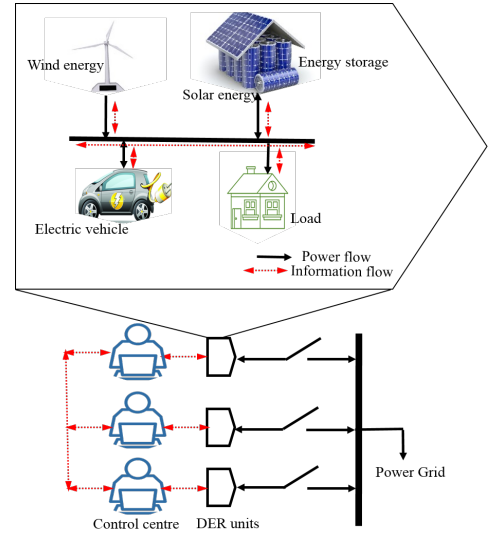 Wind energy
Energy storage
Solar energy
Electric vehicle
Load
Power flow
Information flow
Power Grid
Control centre
DER units